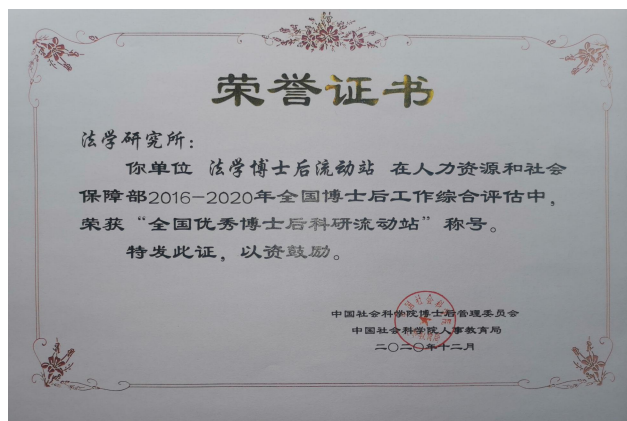 荣誉证书
法学研究所：
你单位 法学博士后流动站 在人力资源和社会
保障部2016-2020年全国博士后工作综合评估中，
荣获“全国优秀博士后科研流动站”称号。
特发此证，以资鼓励。
中国社会科学院博士后管理委员会
中国社会科学院人事教育局
二〇二〇年十二月